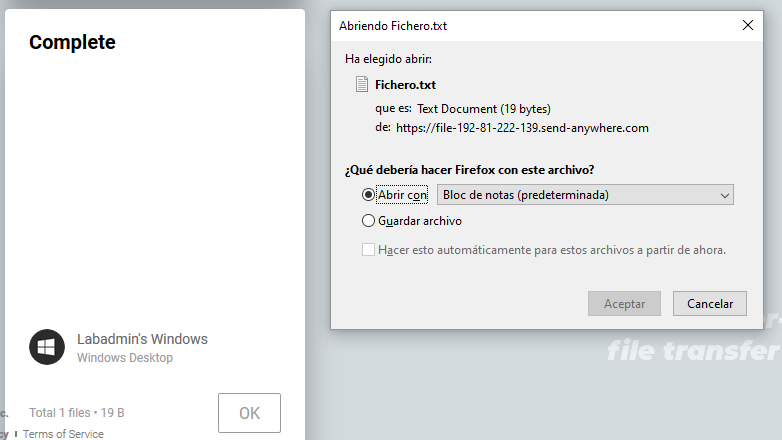 Complete
Labadmin's Windows
Windows Desktop
Total 1 files • 19 B
OK
c.
cy | Terms of Service
Abriendo Fichero.txt
Ha elegido abrir:
Fichero.txt
que es: Text Document (19 bytes)
de: https://file-192-81-222-139.send-anywhere.com
¿Qué debería hacer Firefox con este archivo?
Abrir con
Bloc de notas (predeterminada)
Guardar archivo
Hacer esto automáticamente para estos archivos a partir de ahora.
Aceptar
Cancelar
file transfer